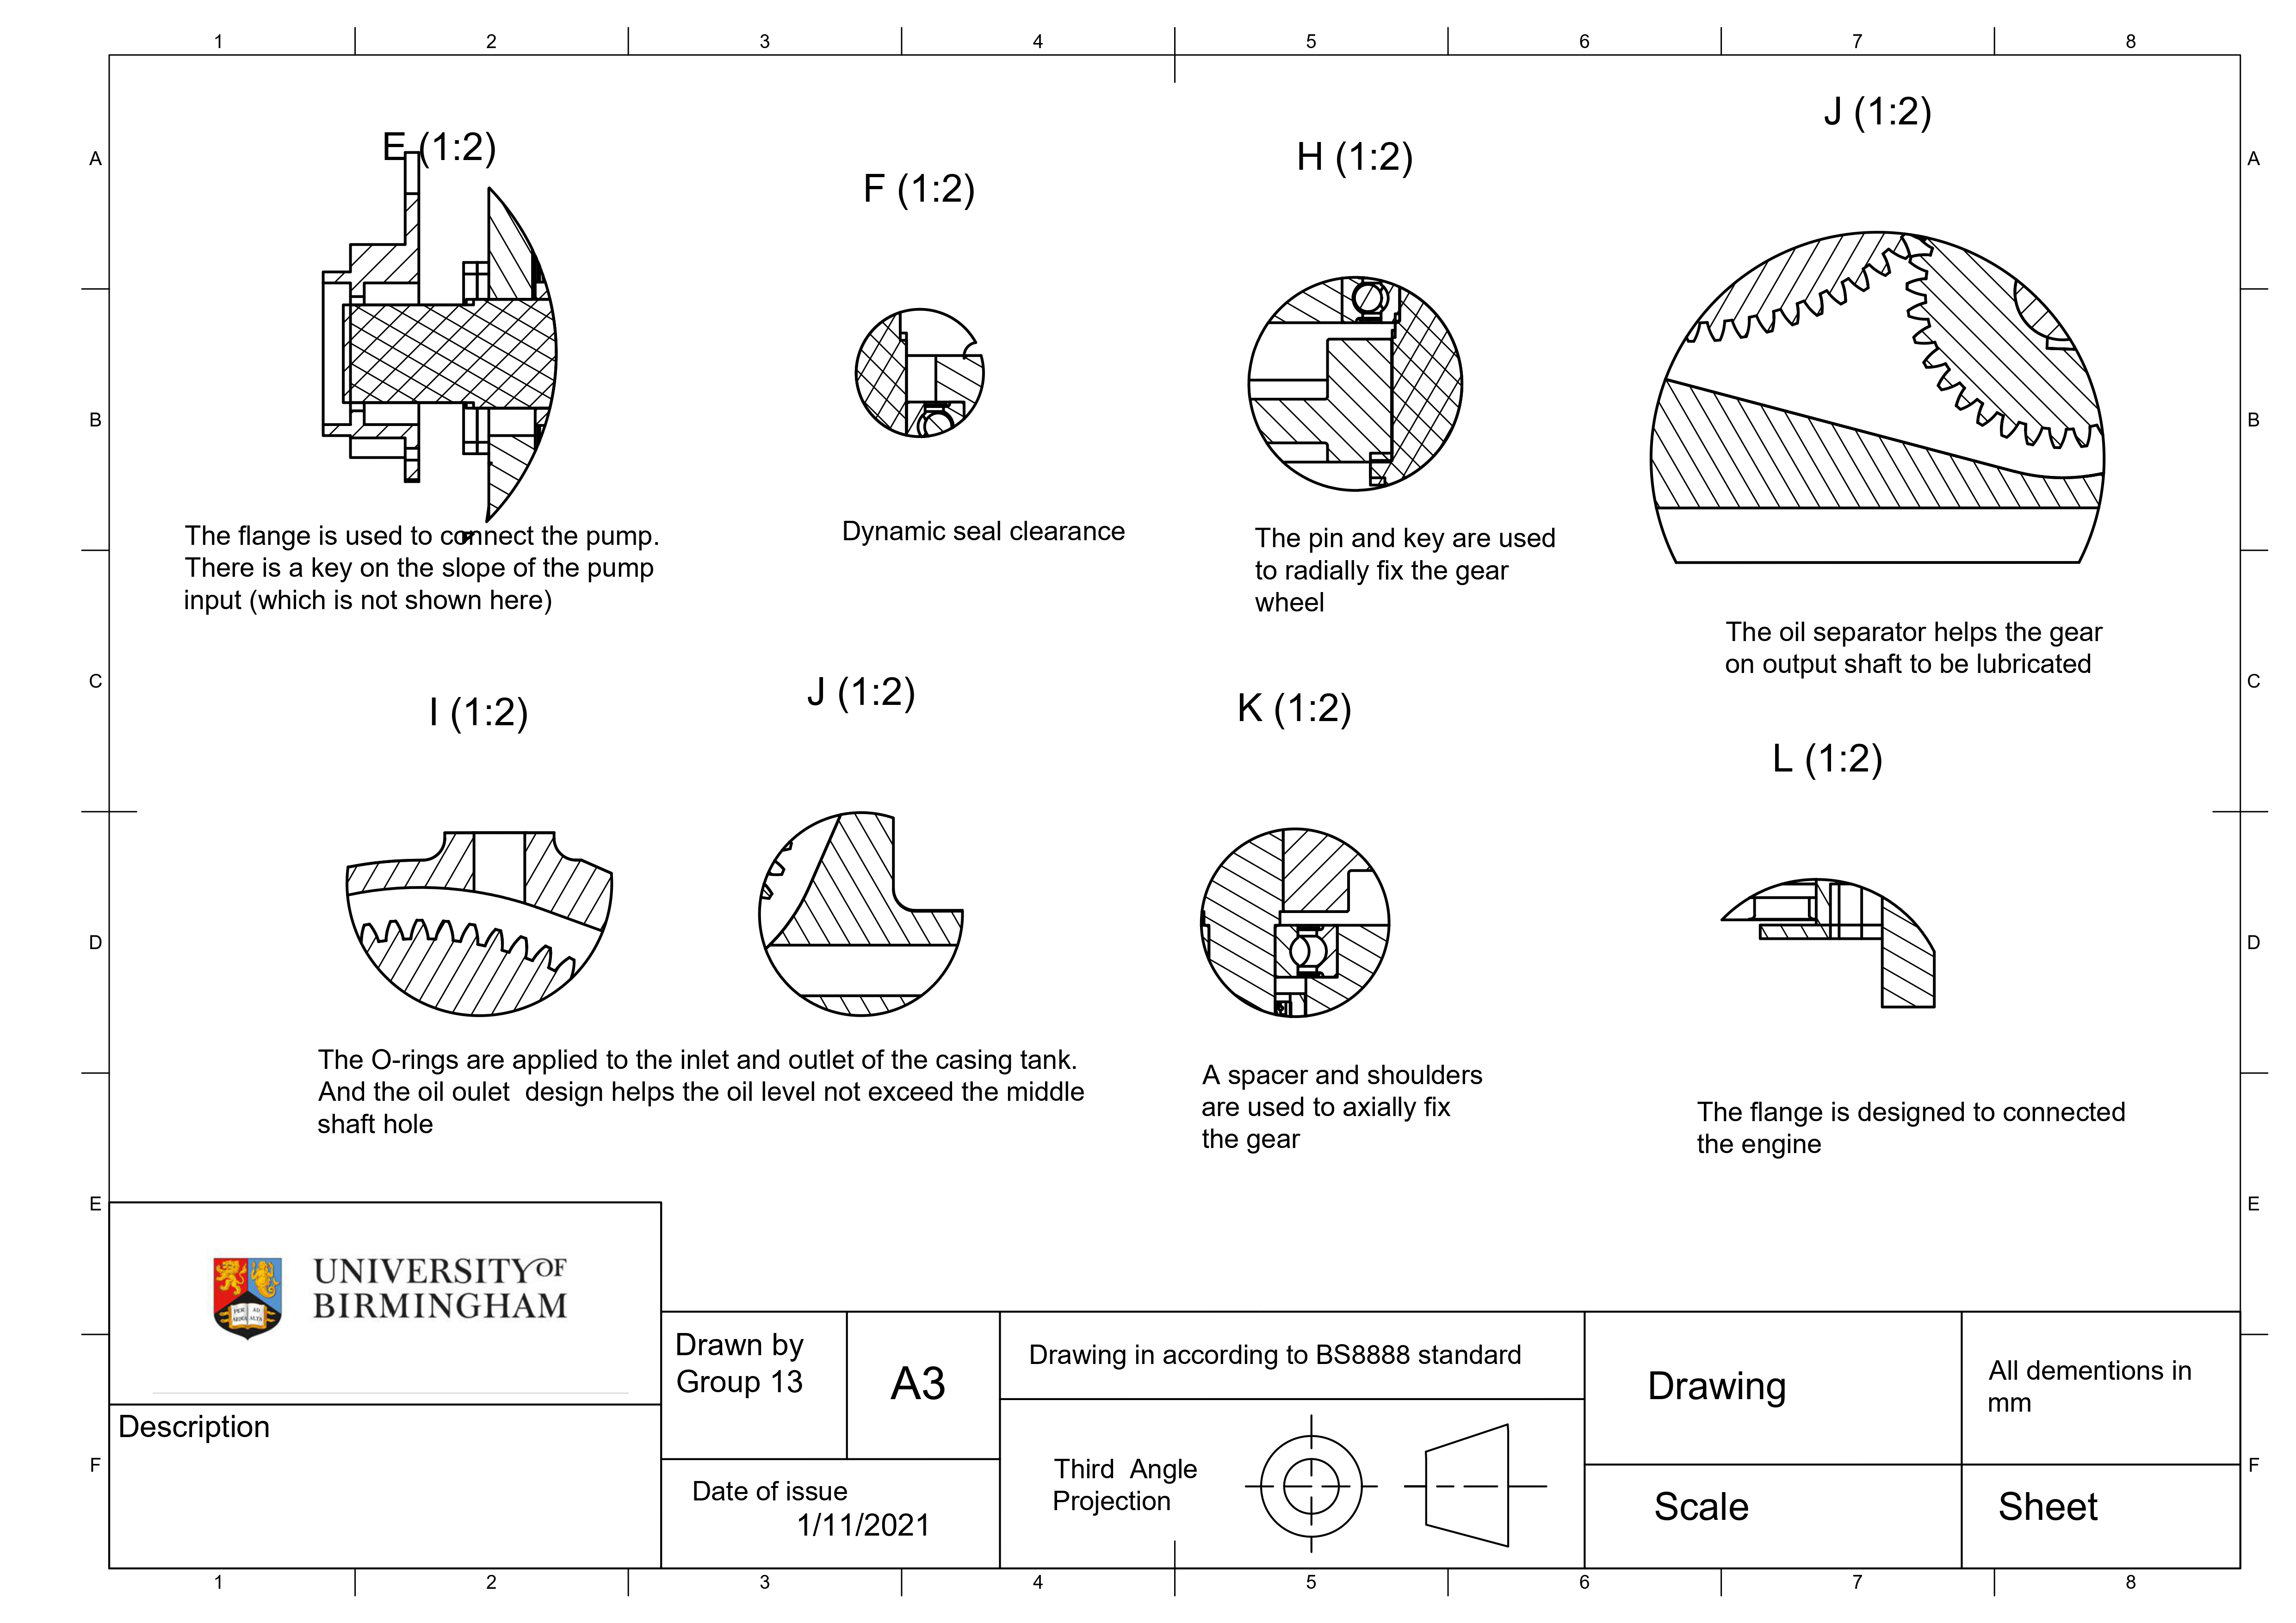 1 2 3 4 5 6 7 8
A A
B B
C C
D D
E E
F F
E (1:2)
F (1:2)
H (1:2)
J (1:2)
The flange is used to connect the pump.
There is a key on the slope of the pump
input (which is not shown here)
Dynamic seal clearance
The pin and key are used
to radially fix the gear
wheel
The oil separator helps the gear
on output shaft to be lubricated
I (1:2)
J (1:2)
K (1:2)
L (1:2)
The O-rings are applied to the inlet and outlet of the casing tank.
And the oil oulet  design helps the oil level not exceed the middle
shaft hole
A spacer and shoulders
are used to axially fix
the gear
The flange is designed to connected
the engine
UNIVERSITY OF
BIRMINGHAM
PER AD
ARDUA ALTA
Description
Drawn by
Group 13
A3
Date of issue
1/11/2021
Drawing in according to BS8888 standard
Third  Angle
Projection
Drawing
All dementions in
mm
Scale
Sheet
1 2 3 4 5 6 7 8